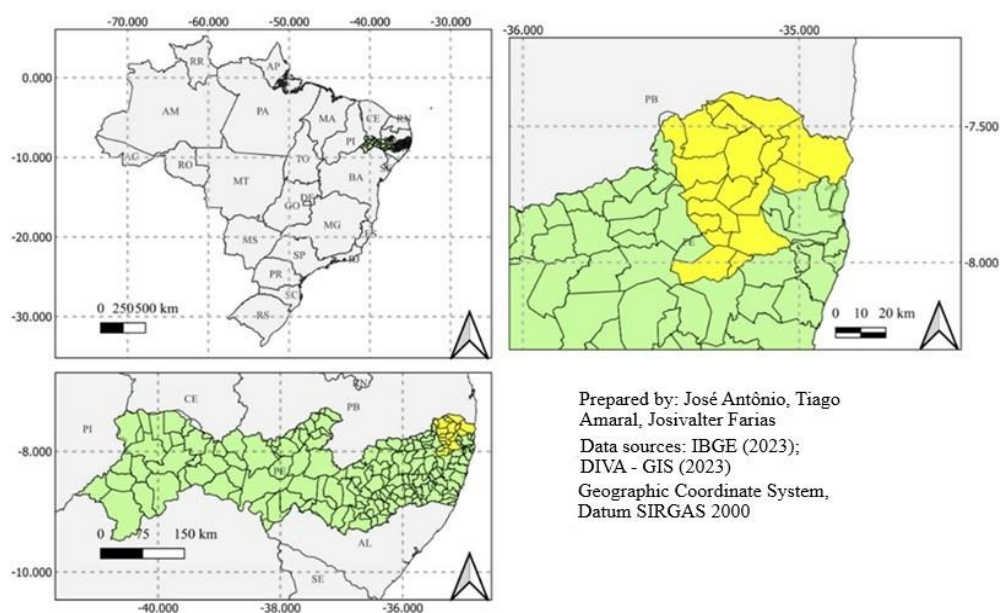 -70.000 -60.000 -50.000 -40.000 -30.000
0.000
-10.000
-20.000
-30.000
RR AP
AM PA MA CE RN
PI
AC RO TO
MT BA
DF
GO
MG
MS ES
SP RJ
PR
SC
RS
0 250 500 km
-36.000 -35.000
-7.500
-8.000
PB
PE
0 10 20 km
CE RN
PB
PI
PE
AL
SE
-8.000
-10.000
0 75 150 km
-40.000 -38.000 -36.000
Prepared by: José Antônio, Tiago
Amaral, Josivalter Farias
Data sources: IBGE (2023);
DIVA - GIS (2023)
Geographic Coordinate System,
Datum SIRGAS 2000